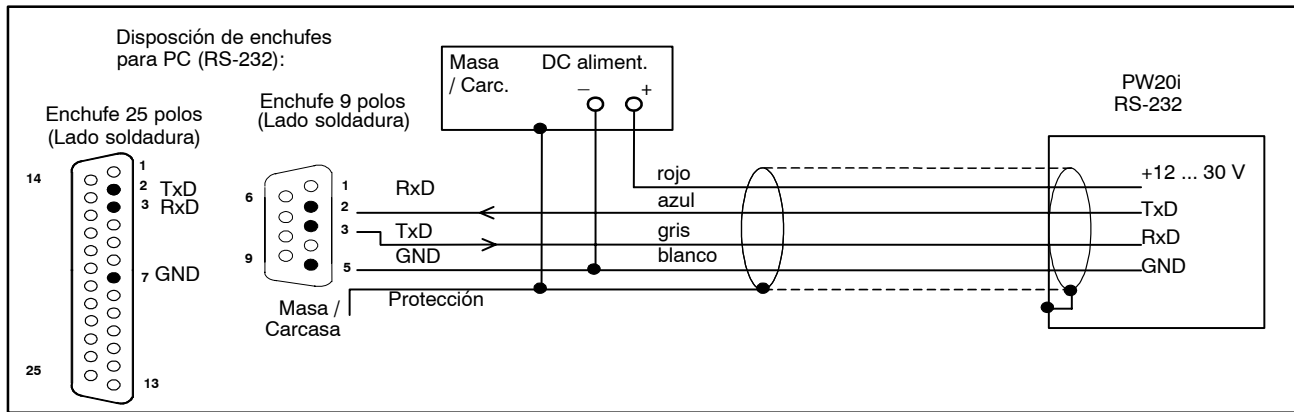 Disposción de enchufes
para PC (RS-232):
Masa
/ Carc.
DC aliment.
− +
PW20i
RS-232
Enchufe 25 polos
(Lado soldadura)
Enchufe 9 polos
(Lado soldadura)
14
1
2 TxD
3 RxD
7 GND
25
13
6
9
1
2
3
5
RxD
TxD
GND
Masa /
Carcasa
Protección
rojo
azul
gris
blanco
+12 ... 30 V
TxD
RxD
GND